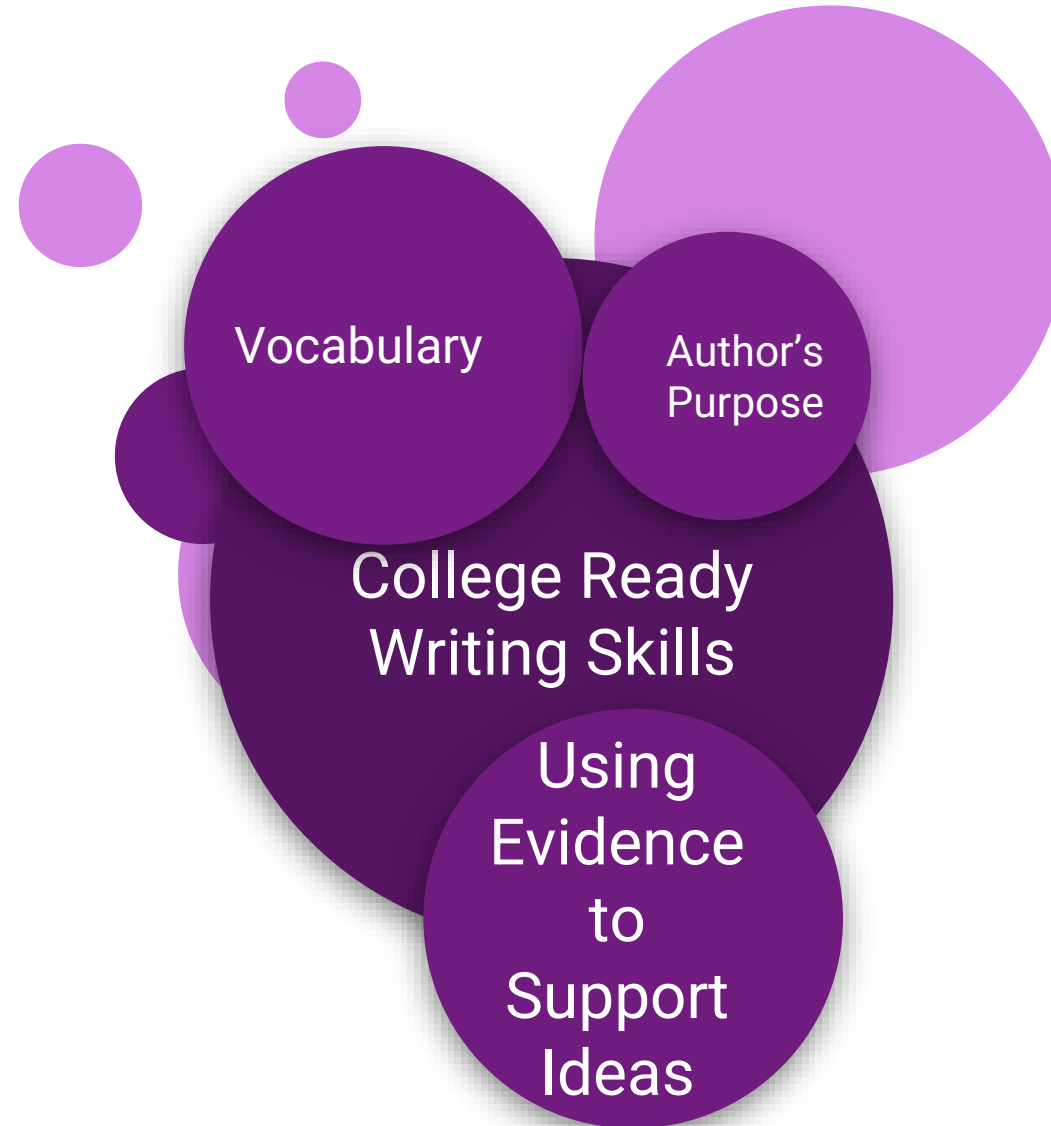 Vocabulary
Author’s
Purpose
College Ready
Writing Skills
Using
Evidence
to
Support
Ideas